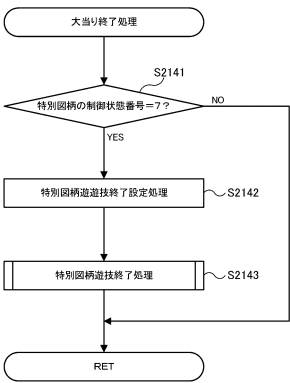 大当り終了処理
S2141
特別図柄の制御状態番号＝7？
NO
YES
特別図柄遊遊技終了設定処理
S2142
特別図柄遊技終了処理
S2143
RET